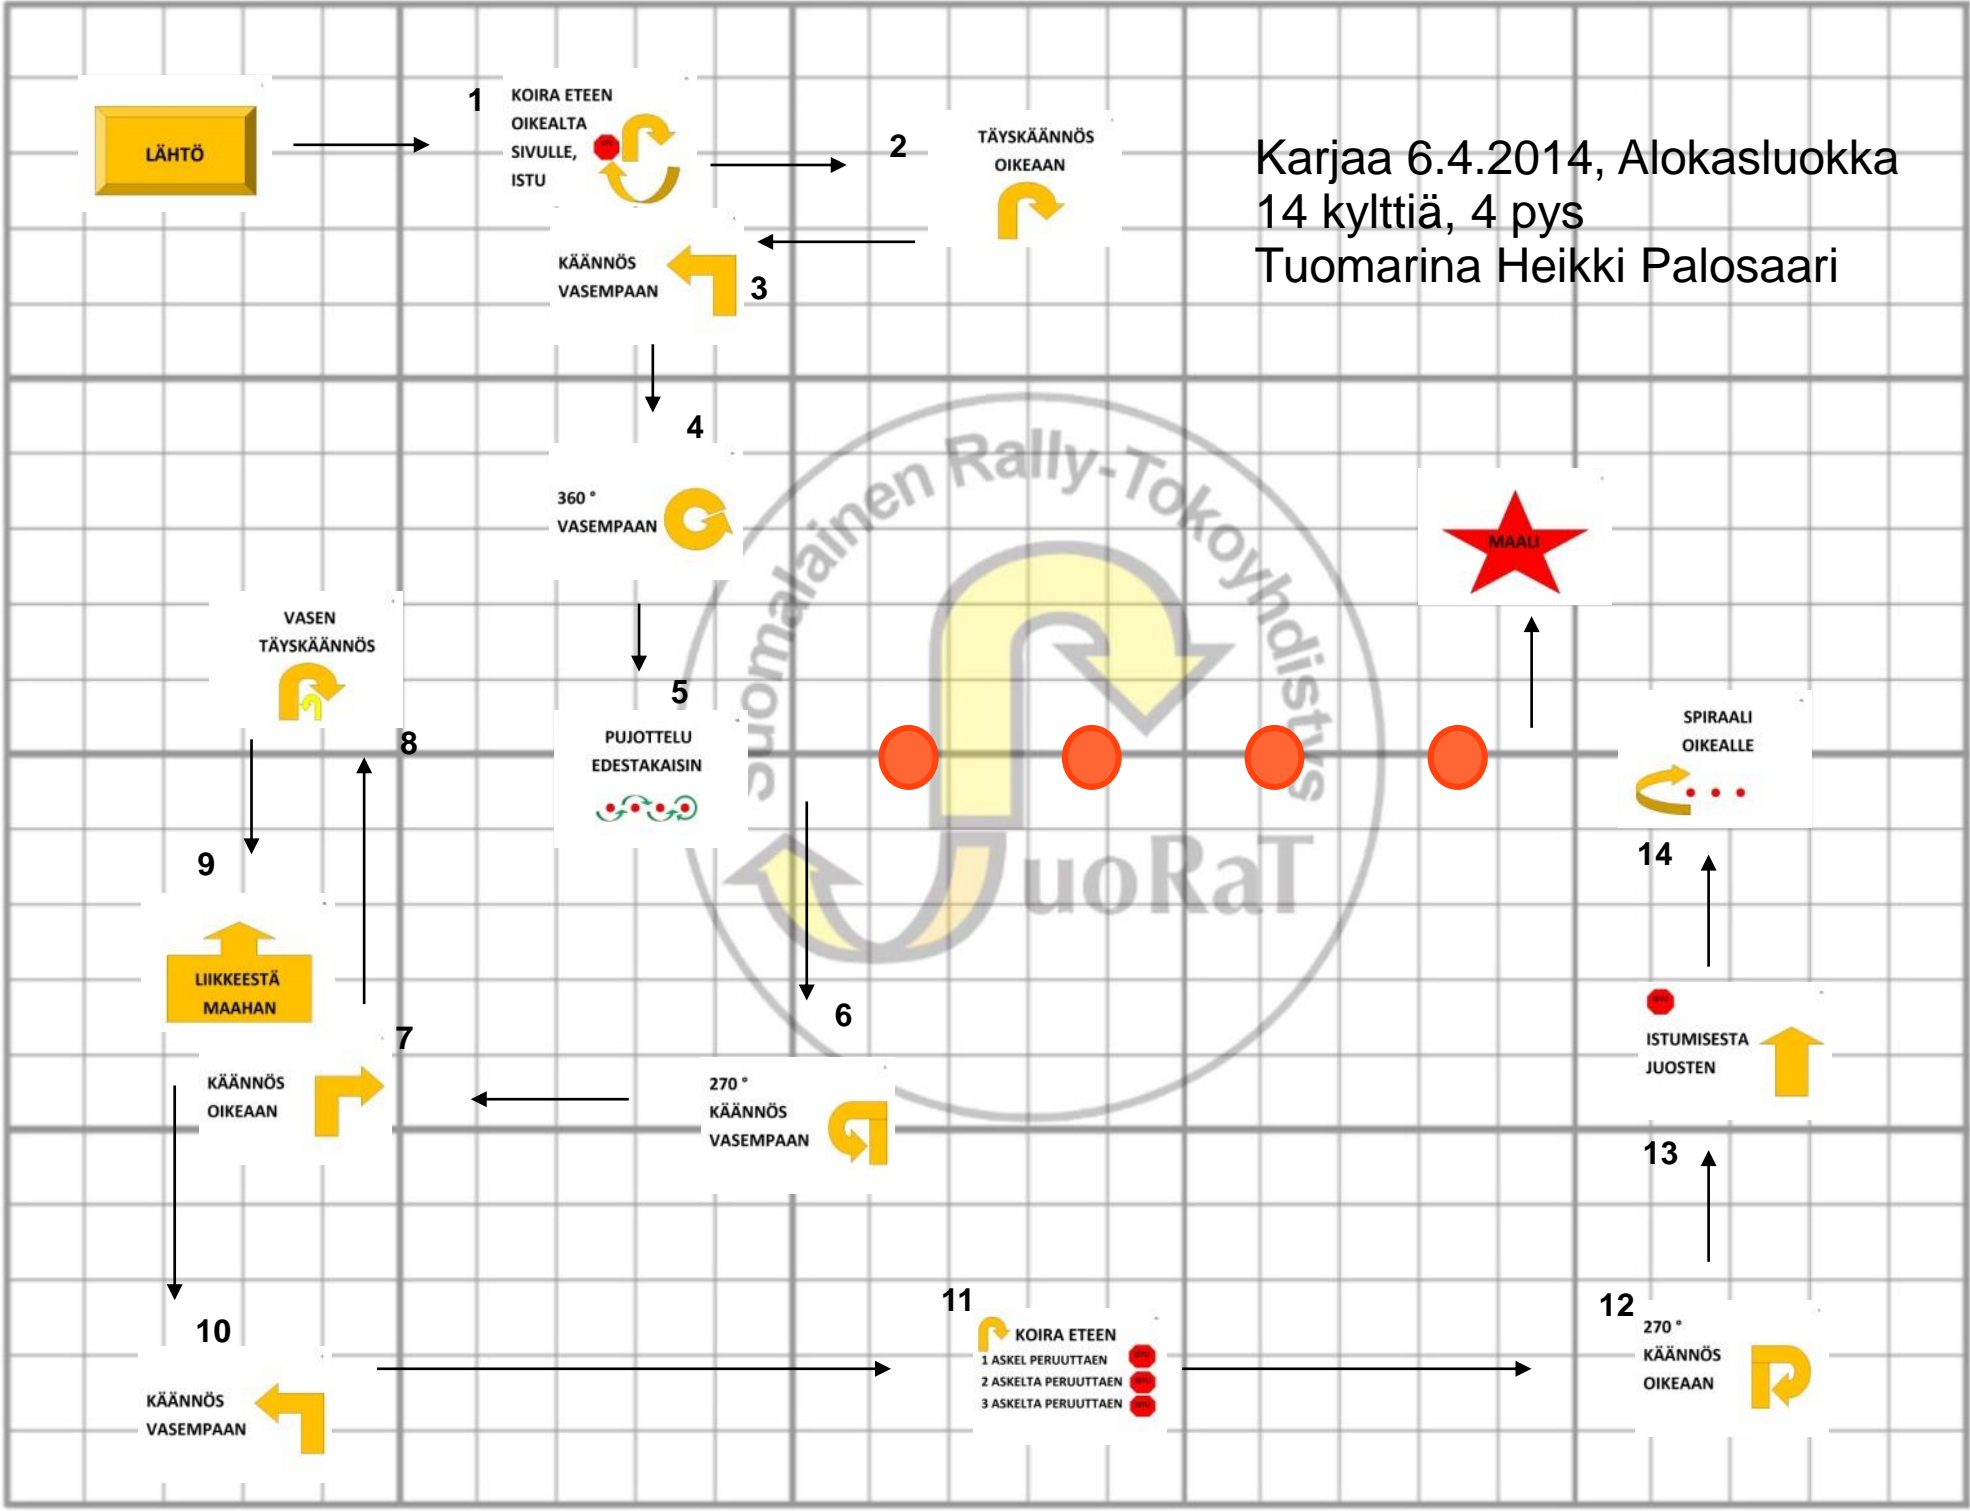 LÄHTÖ
1
KOIRA ETEEN
OIKEALTA
SIVULLE,
ISTU
2
TÄYSKÄÄNNÖS
OIKEAAN
Karjaa 6.4.2014, Alokasluokka
14 kylttiä, 4 pys
Tuomarina Heikki Palosaari
KÄÄNNÖS
VASEMPAAN
3
4
360 °
VASEMPAAN
Suomalainen Rally-Tokoyhdistys
MAALI
VASEN
TÄYSKÄÄNNÖS
8
5
PUJOTTELU
EDESTAKAISIN
SPIRAALI
OIKEALLE
14
uoRaT
9
LIIKKEESTÄ
MAAHAN
7
KÄÄNNÖS
OIKEAAN
6
270 °
KÄÄNNÖS
VASEMPAAN
ISTUMISESTA
JUOSTEN
13
10
KÄÄNNÖS
VASEMPAAN
11
KOIRA ETEEN
1 ASKEL PERUUTTAEN
2 ASKELTA PERUUTTAEN
3 ASKELTA PERUUTTAEN
12
270 °
KÄÄNNÖS
OIKEAAN